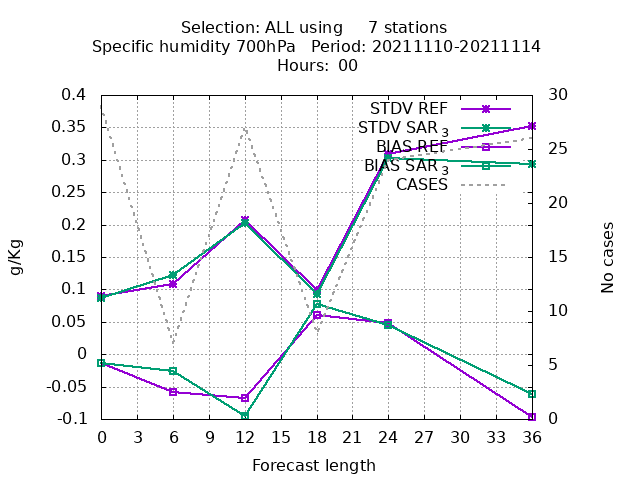 Selection: ALL using 7 stations
Specific humidity 700hPa Period: 20211110-20211114
Hours: 00
0.4
0.35
0.3
0.25
0.2
0.15
0.1
0.05
0
-0.05
-0.1
g/Kg
STDV REF
STDV SAR 3
BIAS REF
BIAS SAR 3
CASES
30
25
20
15
10
5
0
No cases
0 3 6 9 12 15 18 21 24 27 30 33 36
Forecast length